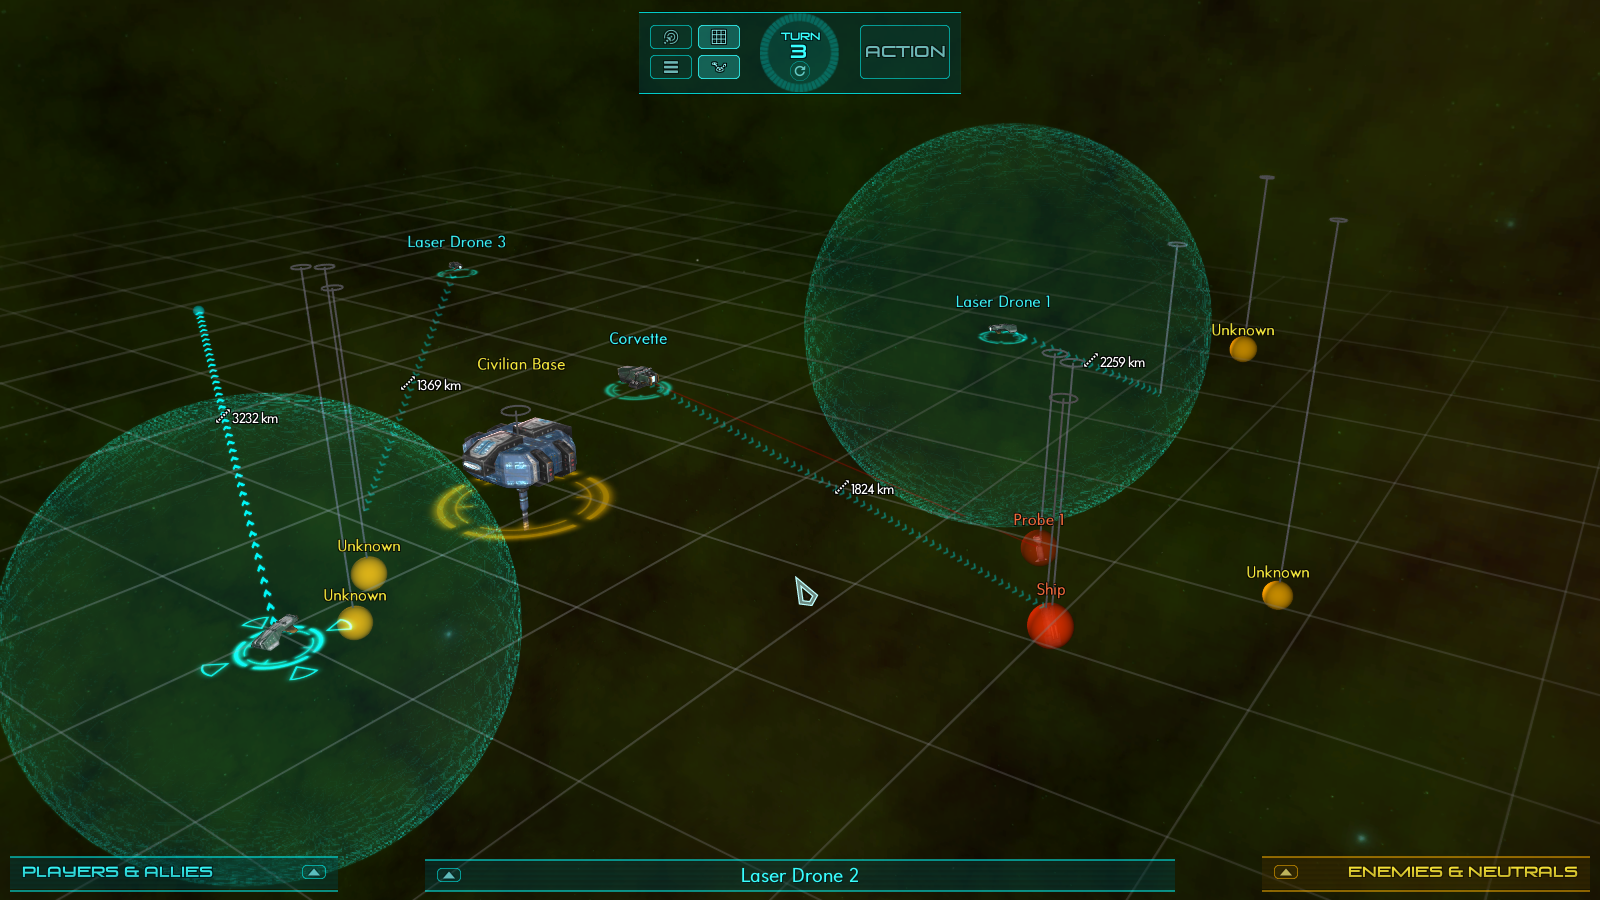 TURN
3
ACTION
Laser Drone 3
Laser Drone 1
Unknown
Corvette
Civilian Base
2259 km
1369 km
3232 km
1824 km
Probe 1
Unknown
Unknown
Ship
Unknown
PLAYERS & ALLIES
Laser Drone 2
ENEMIES & NEUTRALS